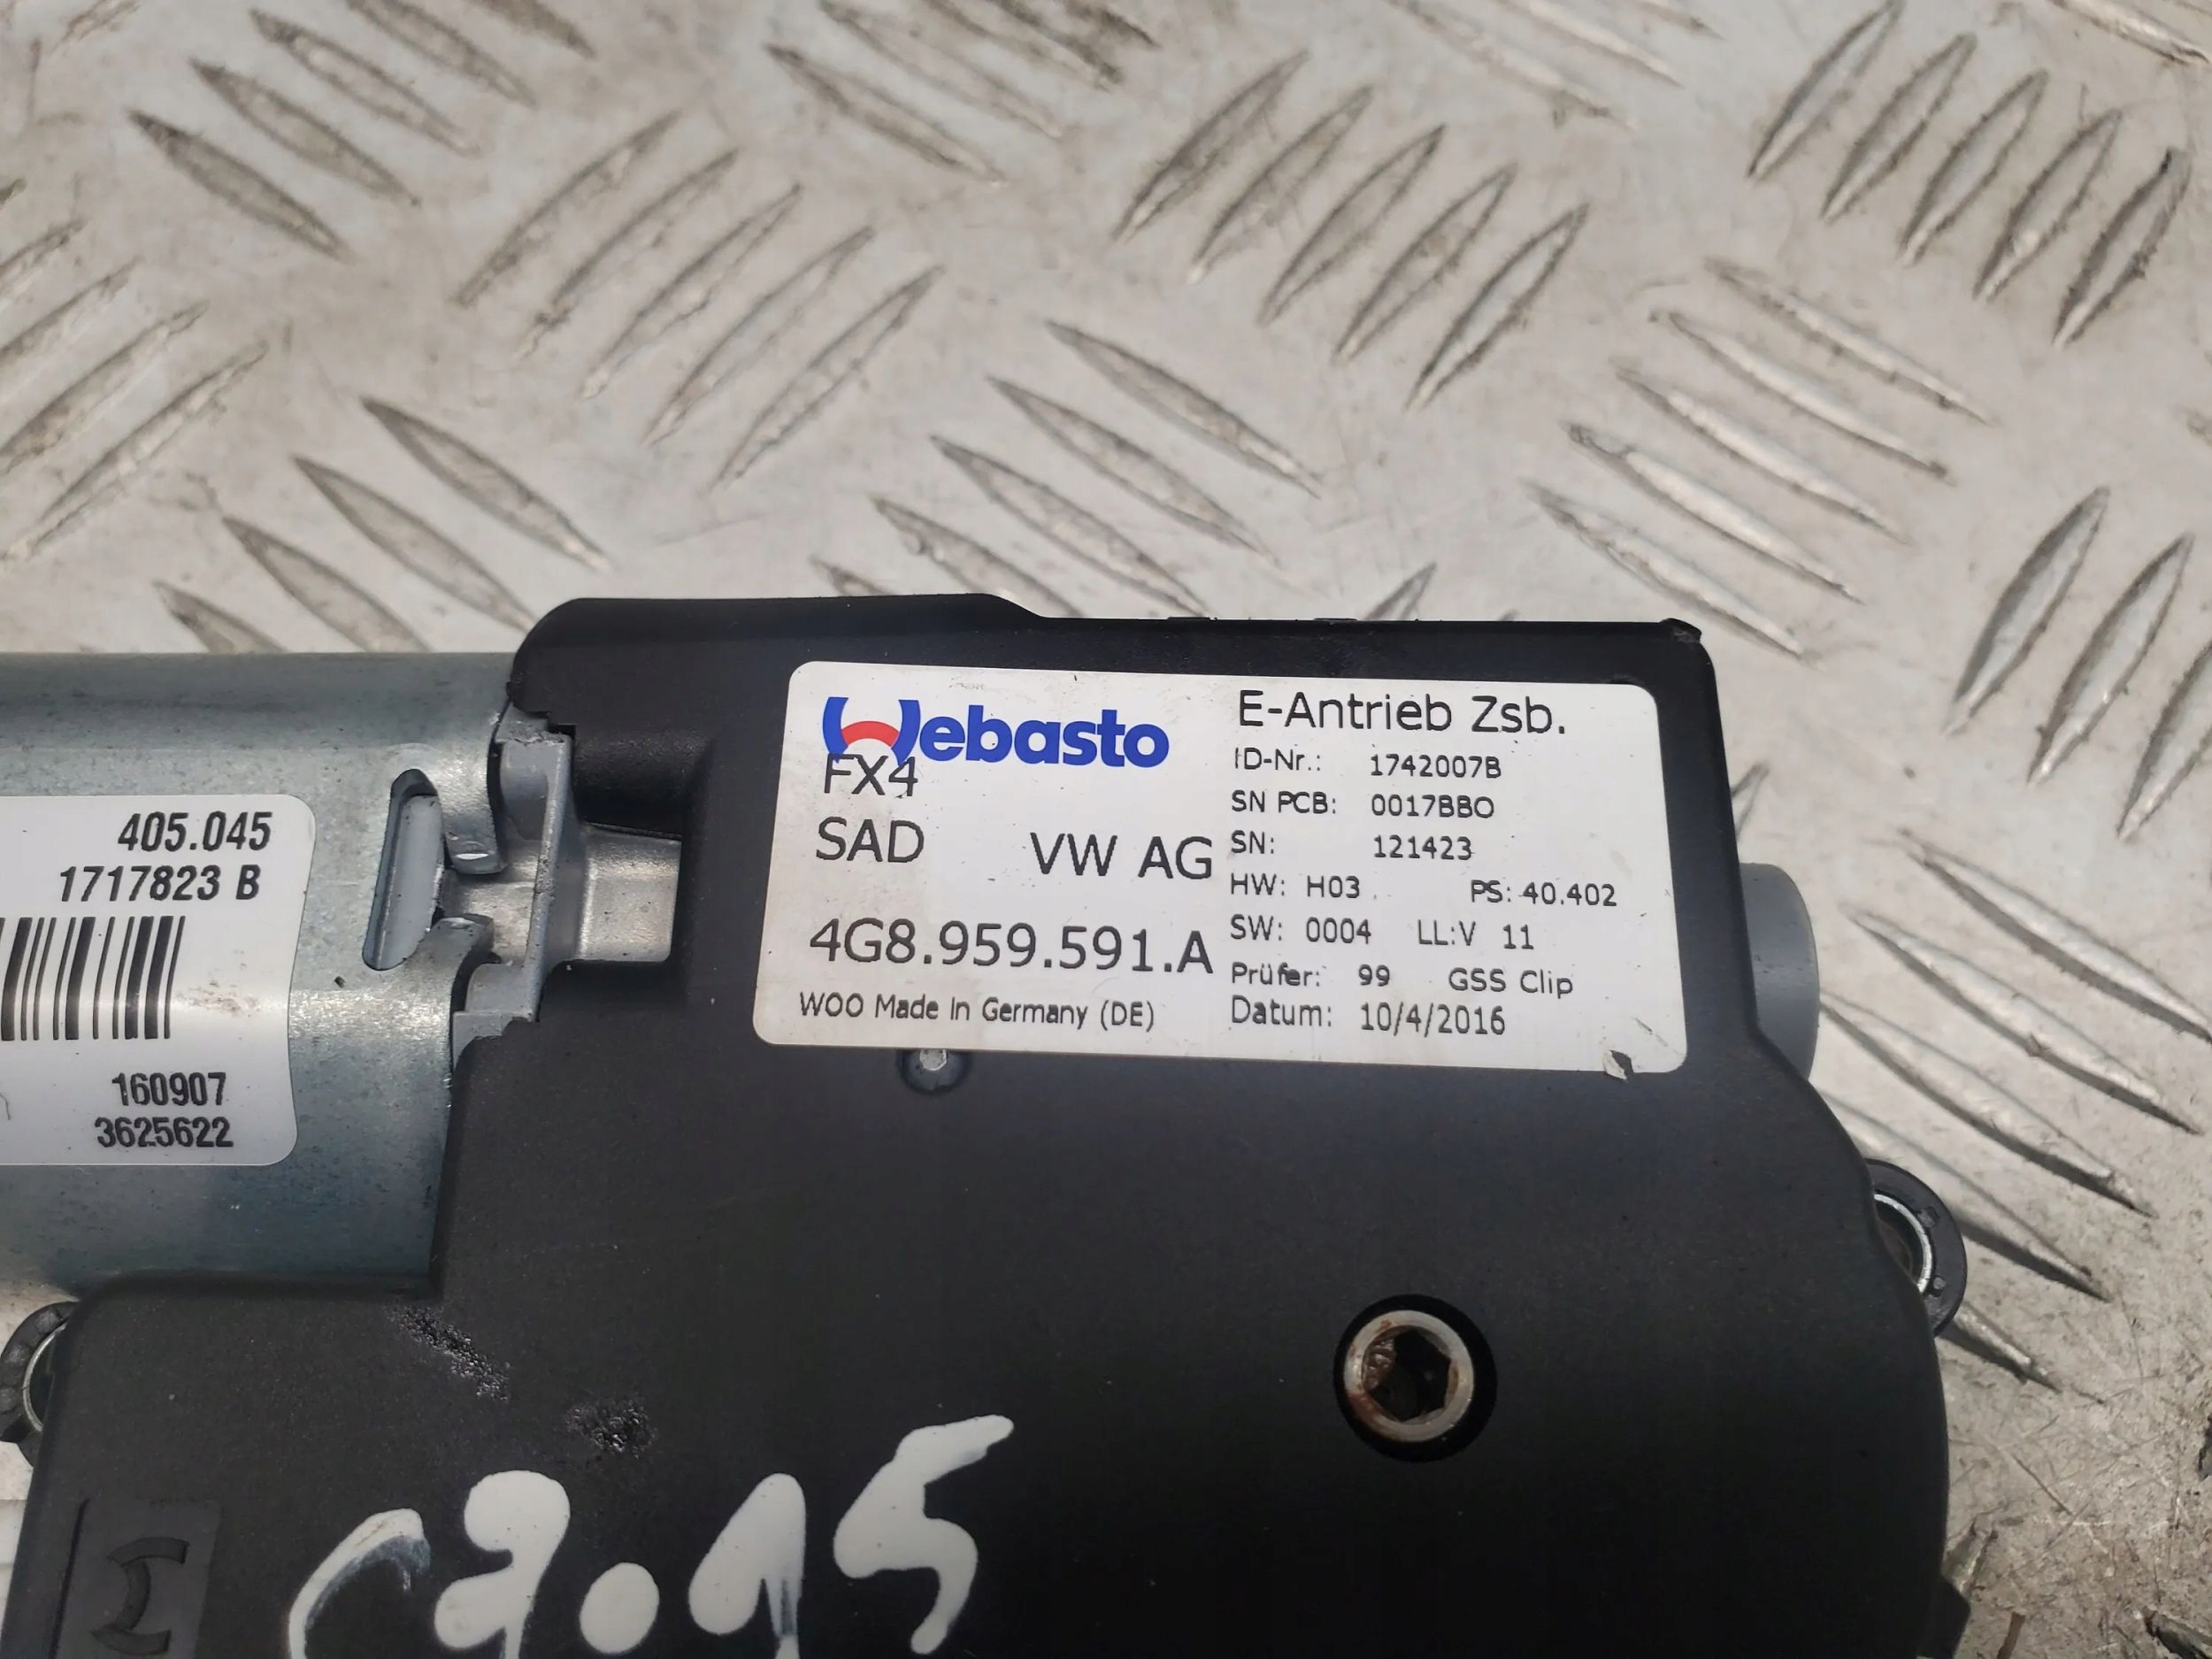 405.045
1717823 B
160907
3625622
Webasto
FX4
SAD VW AG
4G8.959.591.A
WOO Made in Germany (DE)
E-Antrieb Zsb.
ID-Nr.: 1742007B
SN PCB: 0017BBO
SN: 121423
HW: H03 PS: 40.402
SW: 0004 LL:V 11
Prüfer: 99 GSS Clip
Datum: 10/4/2016